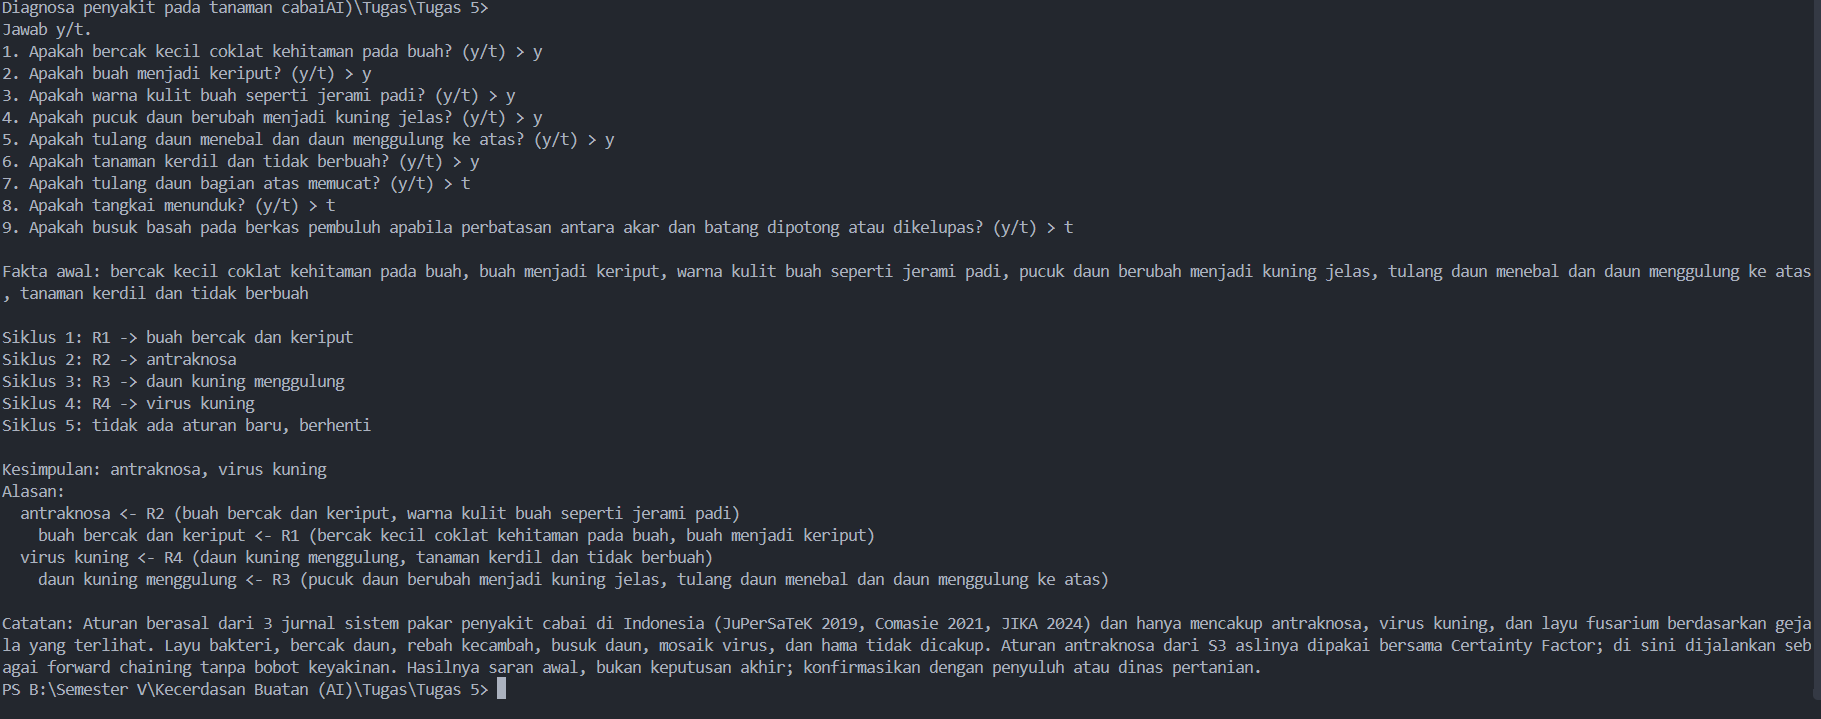 Diagnosa penyakit pada tanaman cabaiAI)\Tugas\Tugas 5>
Jawab y/t.
1. Apakah bercak kecil coklat kehitaman pada buah? (y/t) > y
2. Apakah buah menjadi keriput? (y/t) > y
3. Apakah warna kulit buah seperti jerami padi? (y/t) > y
4. Apakah pucuk daun berubah menjadi kuning jelas? (y/t) > y
5. Apakah tulang daun menebal dan daun menggulung ke atas? (y/t) > y
6. Apakah tanaman kerdil dan tidak berbuah? (y/t) > y
7. Apakah tulang daun bagian atas memucat? (y/t) > t
8. Apakah tangkai menunduk? (y/t) > t
9. Apakah busuk basah pada berkas pembuluh apabila perbatasan antara akar dan batang dipotong atau dikelupas? (y/t) > t
Fakta awal: bercak kecil coklat kehitaman pada buah, buah menjadi keriput, warna kulit buah seperti jerami padi, pucuk daun berubah menjadi kuning jelas, tulang daun menebal dan daun menggulung ke atas
, tanaman kerdil dan tidak berbuah
Siklus 1: R1 -> buah bercak dan keriput
Siklus 2: R2 -> antraknosa
Siklus 3: R3 -> daun kuning menggulung
Siklus 4: R4 -> virus kuning
Siklus 5: tidak ada aturan baru, berhenti
Kesimpulan: antraknosa, virus kuning
Alasan:
  antraknosa <- R2 (buah bercak dan keriput, warna kulit buah seperti jerami padi)
    buah bercak dan keriput <- R1 (bercak kecil coklat kehitaman pada buah, buah menjadi keriput)
  virus kuning <- R4 (daun kuning menggulung, tanaman kerdil dan tidak berbuah)
    daun kuning menggulung <- R3 (pucuk daun berubah menjadi kuning jelas, tulang daun menebal dan daun menggulung ke atas)
Catatan: Aturan berasal dari 3 jurnal sistem pakar penyakit cabai di Indonesia (JuPerSaTeK 2019, Comasie 2021, JIKA 2024) dan hanya mencakup antraknosa, virus kuning, dan layu fusarium berdasarkan geja
la yang terlihat. Layu bakteri, bercak daun, rebah kecambah, busuk daun, mosaik virus, dan hama tidak dicakup. Aturan antraknosa dari S3 aslinya dipakai bersama Certainty Factor; di sini dijalankan seb
agai forward chaining tanpa bobot keyakinan. Hasilnya saran awal, bukan keputusan akhir; konfirmasikan dengan penyuluh atau dinas pertanian.
PS B:\Semester V\Kecerdasan Buatan (AI)\Tugas\Tugas 5>